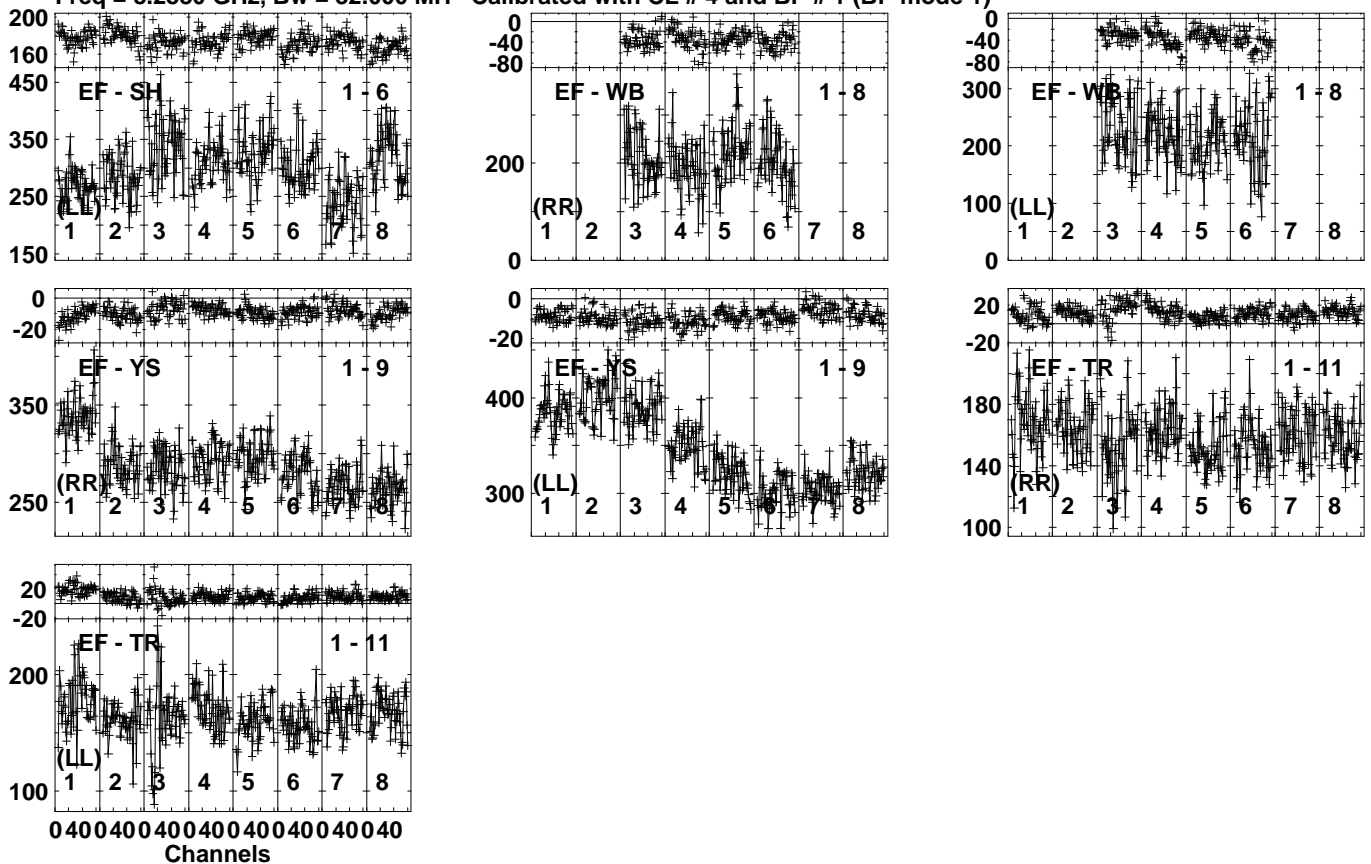 Calibrated with CL # 4 and BP # 1 (BP mode 1)
200
160
450
350
250
150
EF - SH 1 - 6
(LL)
1 2 3 4 5 6 7 8
0
-40
-80
200
0
EF - WB 1 - 8
(RR)
1 2 3 4 5 6 7 8
0
-40
-80
300
200
100
0
EF - WB 1 - 8
(LL)
1 2 3 4 5 6 7 8
0
-20
350
250
EF - YS 1 - 9
(RR)
1 2 3 4 5 6 7 8
0
-20
400
300
EF - YS 1 - 9
(LL)
1 2 3 4 5 6 7 8
20
-20
180
140
100
EF - TR 1 - 11
(RR)
1 2 3 4 5 6 7 8
20
-20
200
100
EF - TR 1 - 11
(LL)
1 2 3 4 5 6 7 8
0 40 0 40 0 40 0 40 0 40 0 40 0 40 0 40
Channels